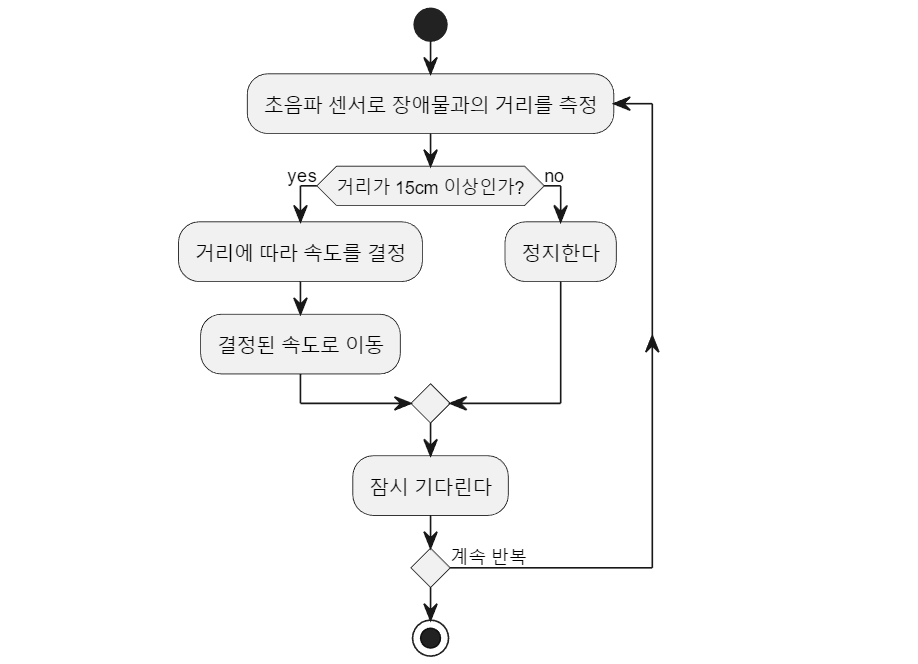 초음파 센서로 장애물과의 거리를 측정
yes
거리가 15cm 이상인가?
no
거리에 따라 속도를 결정
정지한다
결정된 속도로 이동
잠시 기다린다
계속 반복